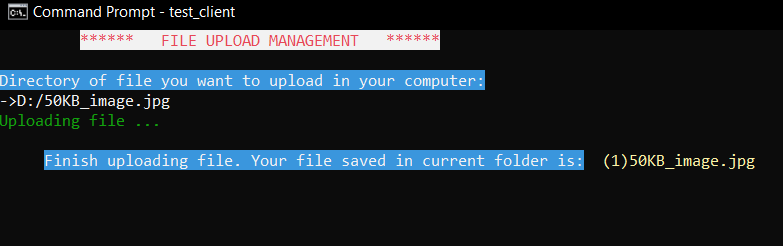 Command Prompt - test_client
****** FILE UPLOAD MANAGEMENT ******
Directory of file you want to upload in your computer:
->D:/50KB_image.jpg
Uploading file ...
Finish uploading file. Your file saved in current folder is: (1)50KB_image.jpg